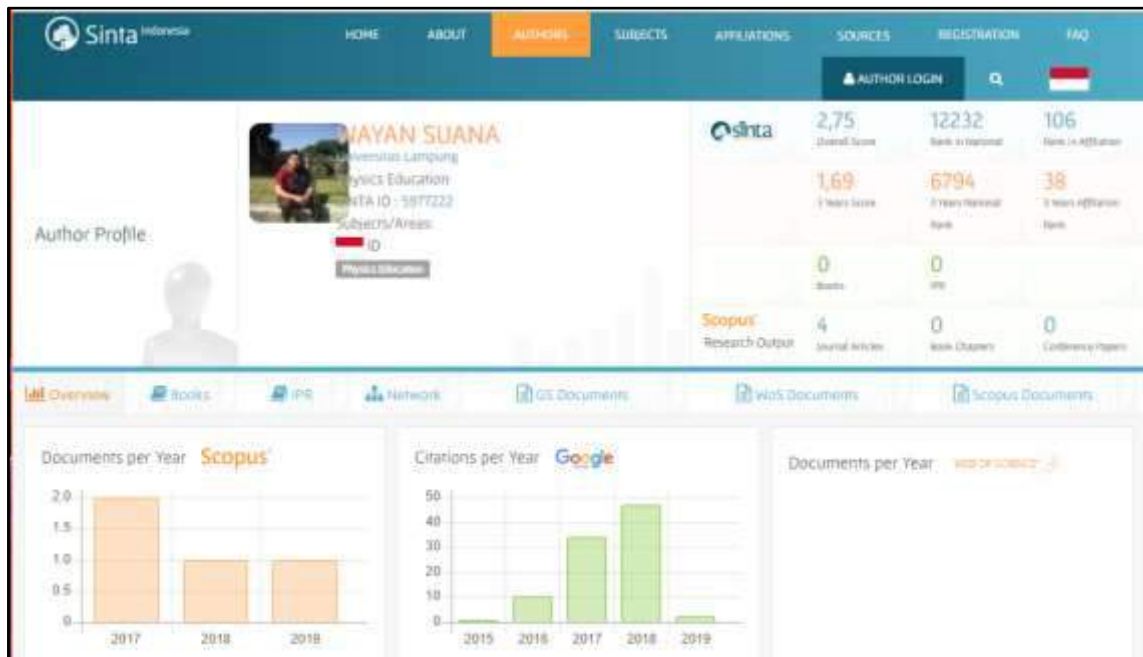 Sinta Indonesia
HOME ABOUT AUTHORS SUBJECTS AFFILIATIONS SOURCES REGISTRATION FAQ
AUTHOR LOGIN
Author Profile
WAYAN SUANA
Universitas Lampung
Physics Education
SINTA ID : 5977222
Subjects/Areas:
ID
Physics Education
sinta
2,75 12232 106
Overall Score Rank in National Rank in Affiliation
1,69 6794 38
3 Years Score 3 Years National Rank 3 Years Affiliation Rank
0 0
Books IPR
Scopus
Research Output
4 0 0
Journal Articles Book Chapters Conference Papers
Overview Books IPR Network GS Documents WoS Documents Scopus Documents
Documents per Year Scopus
2.0
1.5
1.0
0.5
0
2017 2018 2019
Citations per Year Google
50
40
30
20
10
0
2015 2016 2017 2018 2019
Documents per Year WEB OF SCIENCE